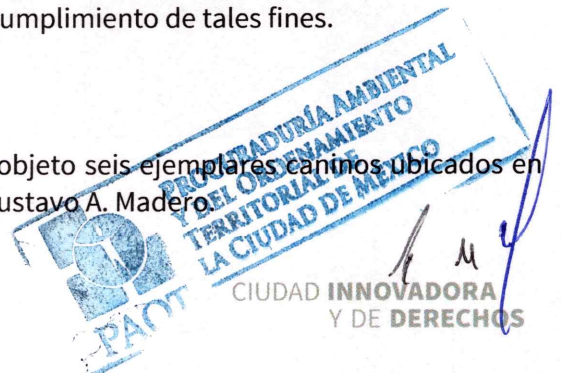 umplimiento de tales fines.
objeto seis ejemplares caninos ubicados en
ustavo A. Madero.
PROCURADURÍA AMBIENTAL
Y DEL ORDENAMIENTO
TERRITORIAL DE
LA CIUDAD DE MÉXICO
PAOT
CIUDAD INNOVADORA
Y DE DERECHOS